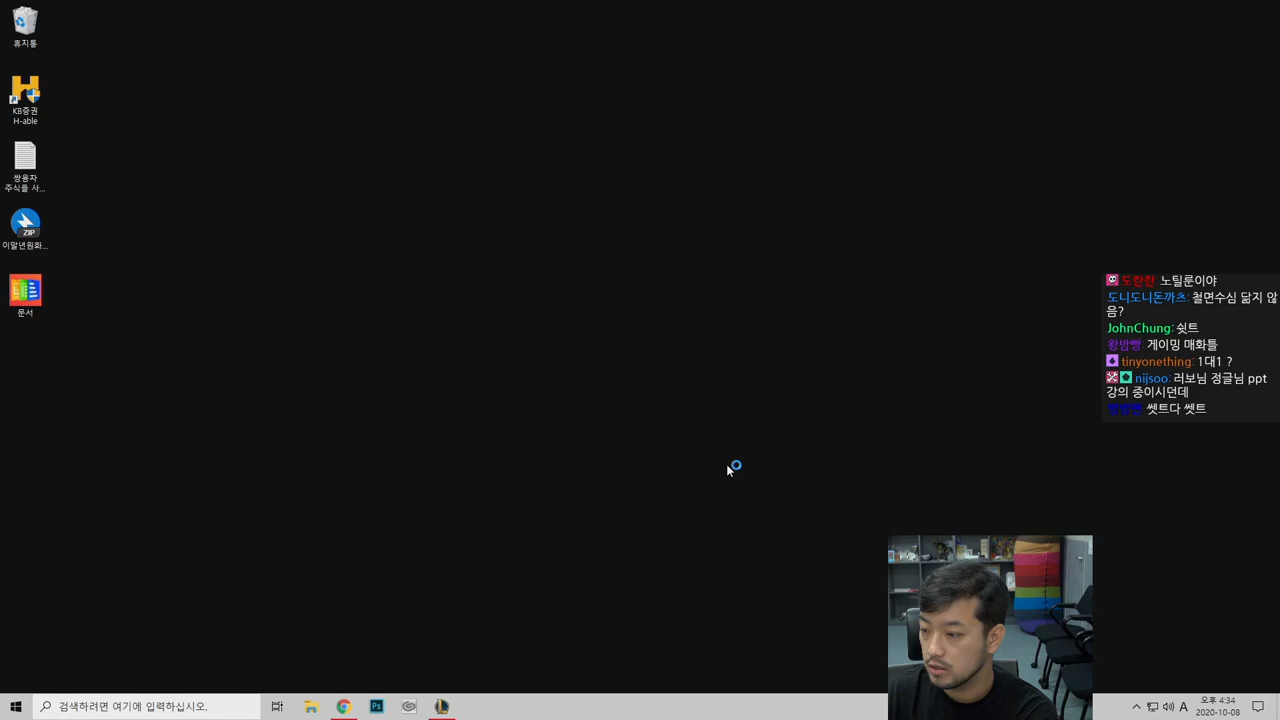 휴지통
KB증권
H-able
쌍용자
주식을 사...
ZIP
이말년원화...
문서
도칸란 노틸룬이야
도니도니돈까츠: 철면수심 닮지 않
음?
JohnChung: 쉿트
왕밤빵: 게이밍 매화틀
tinyonething: 1대1 ?
nijsoo: 러보님 정글님 ppt
강의 중이시던데
쎗트다 쎗트
검색하려면 여기에 입력하십시오.
Ps
A
오후 4:34
2020-10-08